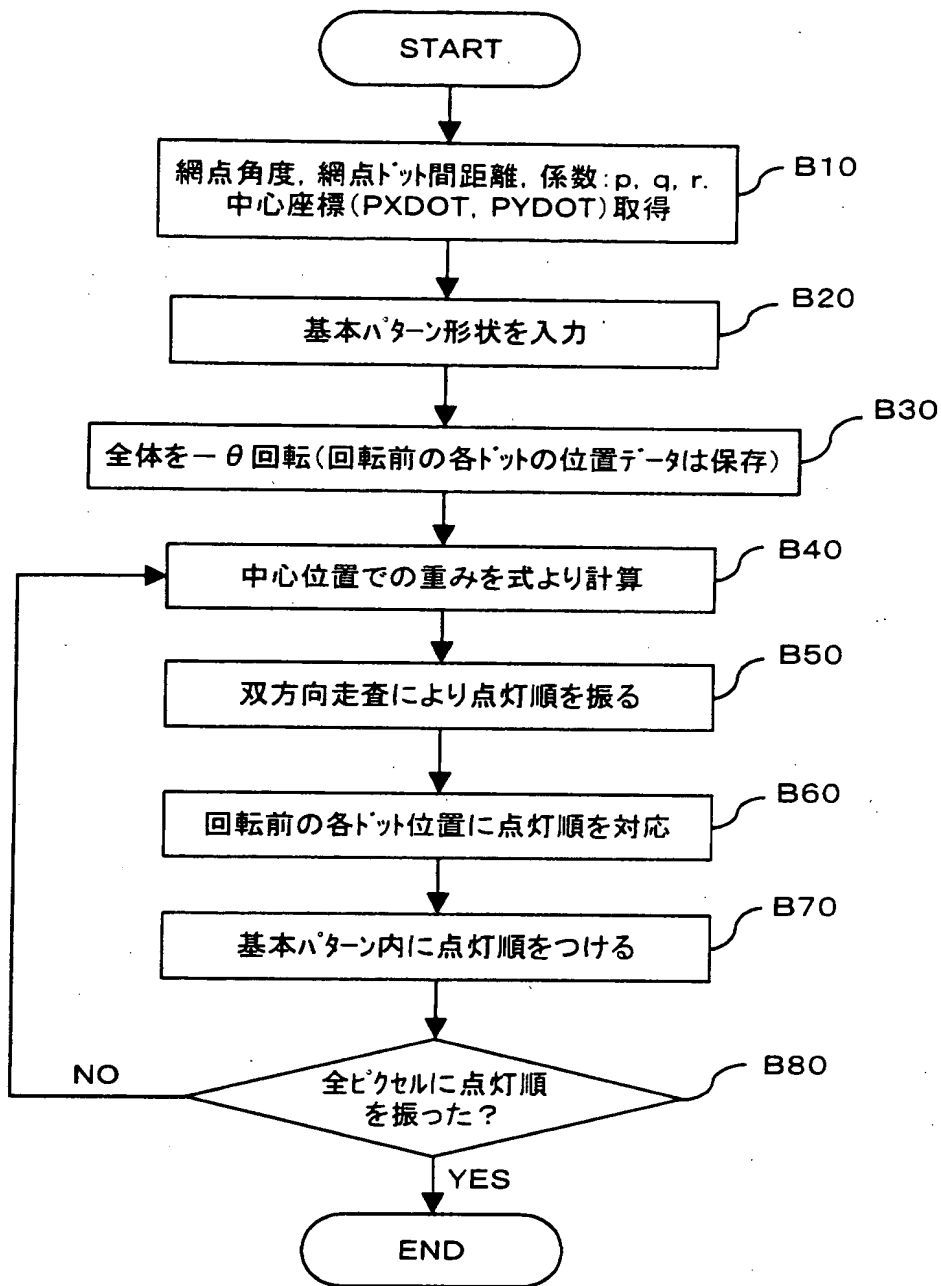 START
網点角度, 網点ドット間距離, 係数:p, q, r.
中心座標(PXDOT, PYDOT)取得
B10
基本パターン形状を入力
B20
全体を－θ回転(回転前の各ドットの位置データは保存)
B30
中心位置での重みを式より計算
B40
双方向走査により点灯順を振る
B50
回転前の各ドット位置に点灯順を対応
B60
基本パターン内に点灯順をつける
B70
全ピクセルに点灯順
を振った?
B80
NO
YES
END